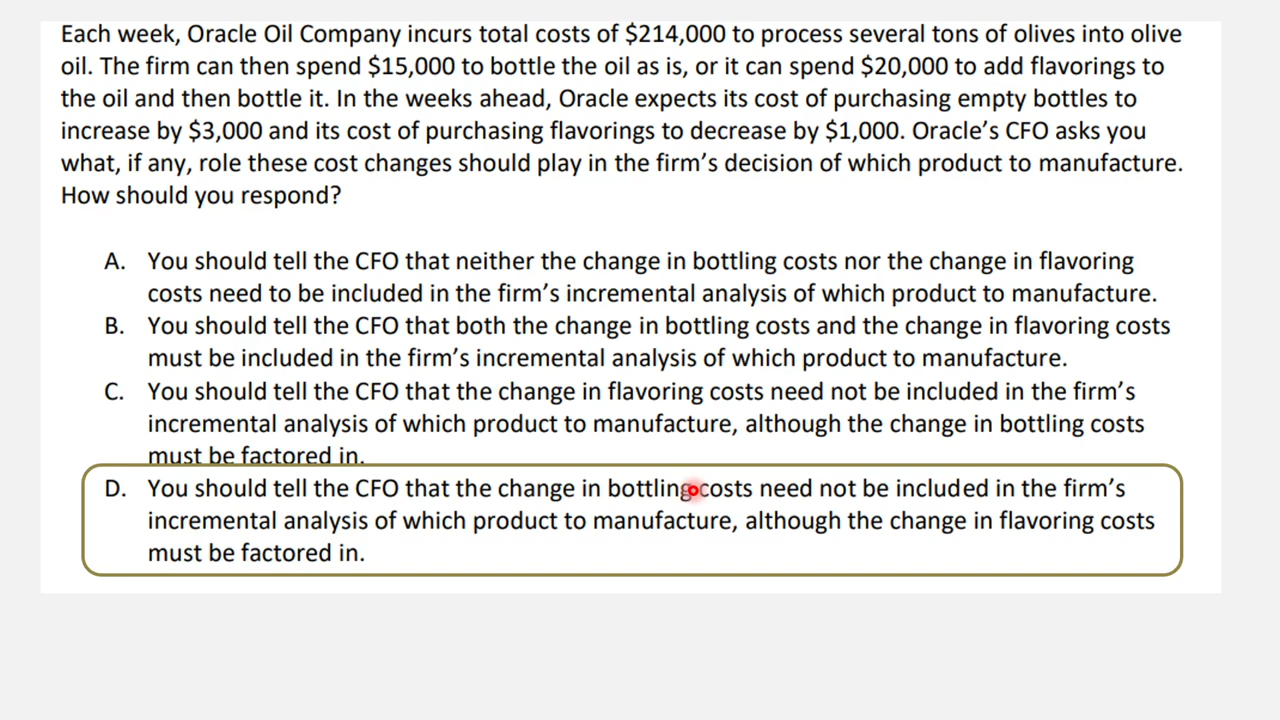 Each week, Oracle Oil Company incurs total costs of $214,000 to process several tons of olives into olive
oil. The firm can then spend $15,000 to bottle the oil as is, or it can spend $20,000 to add flavorings to
the oil and then bottle it. In the weeks ahead, Oracle expects its cost of purchasing empty bottles to
increase by $3,000 and its cost of purchasing flavorings to decrease by $1,000. Oracle’s CFO asks you
what, if any, role these cost changes should play in the firm’s decision of which product to manufacture.
How should you respond?
A. You should tell the CFO that neither the change in bottling costs nor the change in flavoring
costs need to be included in the firm’s incremental analysis of which product to manufacture.
B. You should tell the CFO that both the change in bottling costs and the change in flavoring costs
must be included in the firm’s incremental analysis of which product to manufacture.
C. You should tell the CFO that the change in flavoring costs need not be included in the firm’s
incremental analysis of which product to manufacture, although the change in bottling costs
must be factored in.
D. You should tell the CFO that the change in bottling costs need not be included in the firm’s
incremental analysis of which product to manufacture, although the change in flavoring costs
must be factored in.